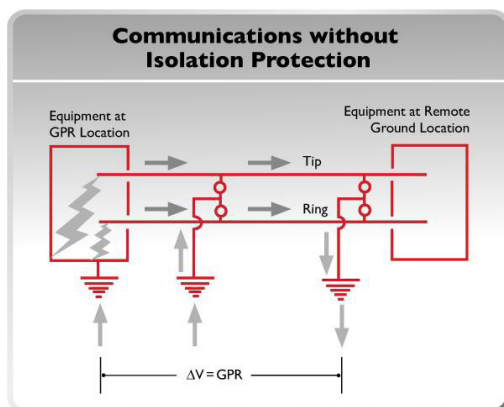 Communications without
Isolation Protection
Equipment at
GPR Location
Equipment at Remote
Ground Location
Tip
Ring
ΔV = GPR